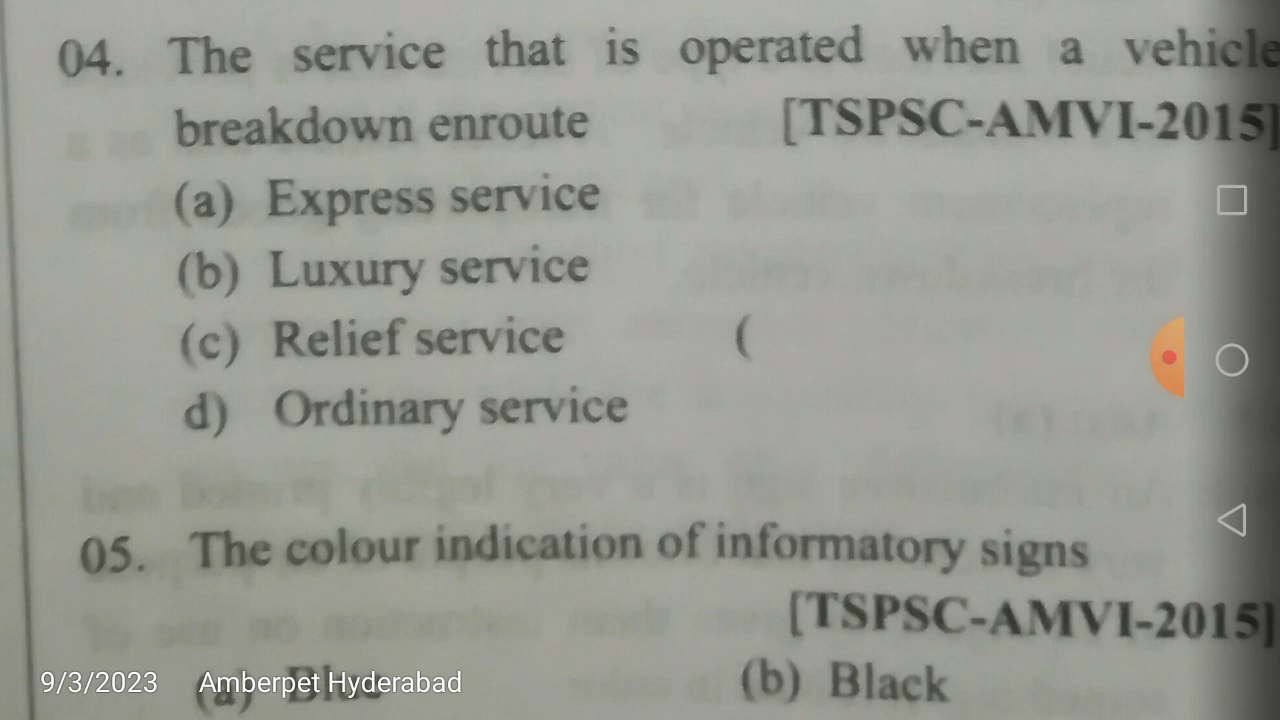 04. The service that is operated when a vehicle
breakdown enroute [TSPSC-AMVI-2015]
(a) Express service
(b) Luxury service
(c) Relief service (
d) Ordinary service
05. The colour indication of informatory signs
[TSPSC-AMVI-2015]
(a) Blue (b) Black
9/3/2023 Amberpet Hyderabad